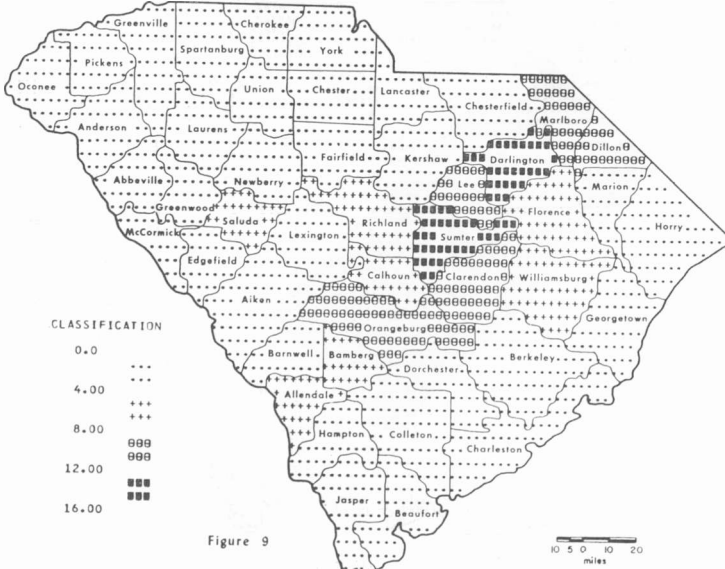 Greenville
Cherokee
Spartanburg
York
Pickens
Oconee
Union
Chester
Lancaster
Chesterfield
Marlboro
Anderson
Laurens
Dillon
Fairfield
Kershaw
Darlington
Abbeville
Newberry
Lee
Marion
Greenwood
Saluda
Richland
Florence
McCormick
Lexington
Sumter
Horry
Edgefield
Calhoun
Clarendon
Williamsburg
Aiken
Georgetown
Orangeburg
Barnwell
Bamberg
Berkeley
Dorchester
Allendale
Hampton
Colleton
Charleston
Jasper
Beaufort
CLASSIFICATION
0.0
4.00
8.00
12.00
16.00
Figure 9
10 5 0 10 20
miles